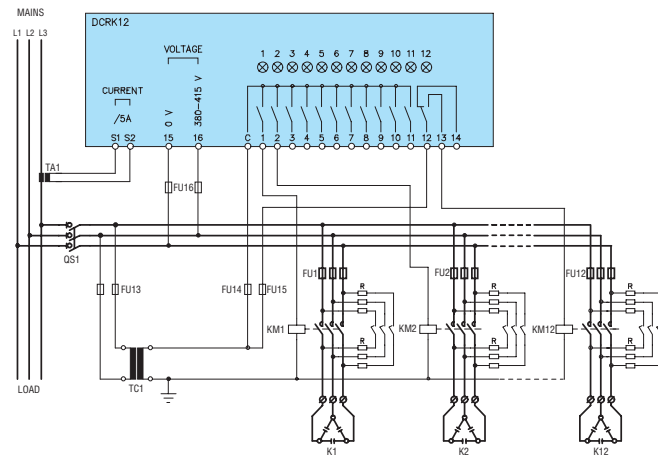 MAINS
L1 L2 L3
DCRK12
VOLTAGE
CURRENT
/5A
0 V
380-415 V
1 2 3 4 5 6 7 8 9 10 11 12
S1 S2 15 16 C 1 2 3 4 5 6 7 8 9 10 11 12 13 14
TA1
FU16
QS1
FU13
FU14
FU15
FU1
FU2
FU12
R
R
R
KM1
KM2
KM12
R
R
R
TC1
LOAD
K1
K2
K12